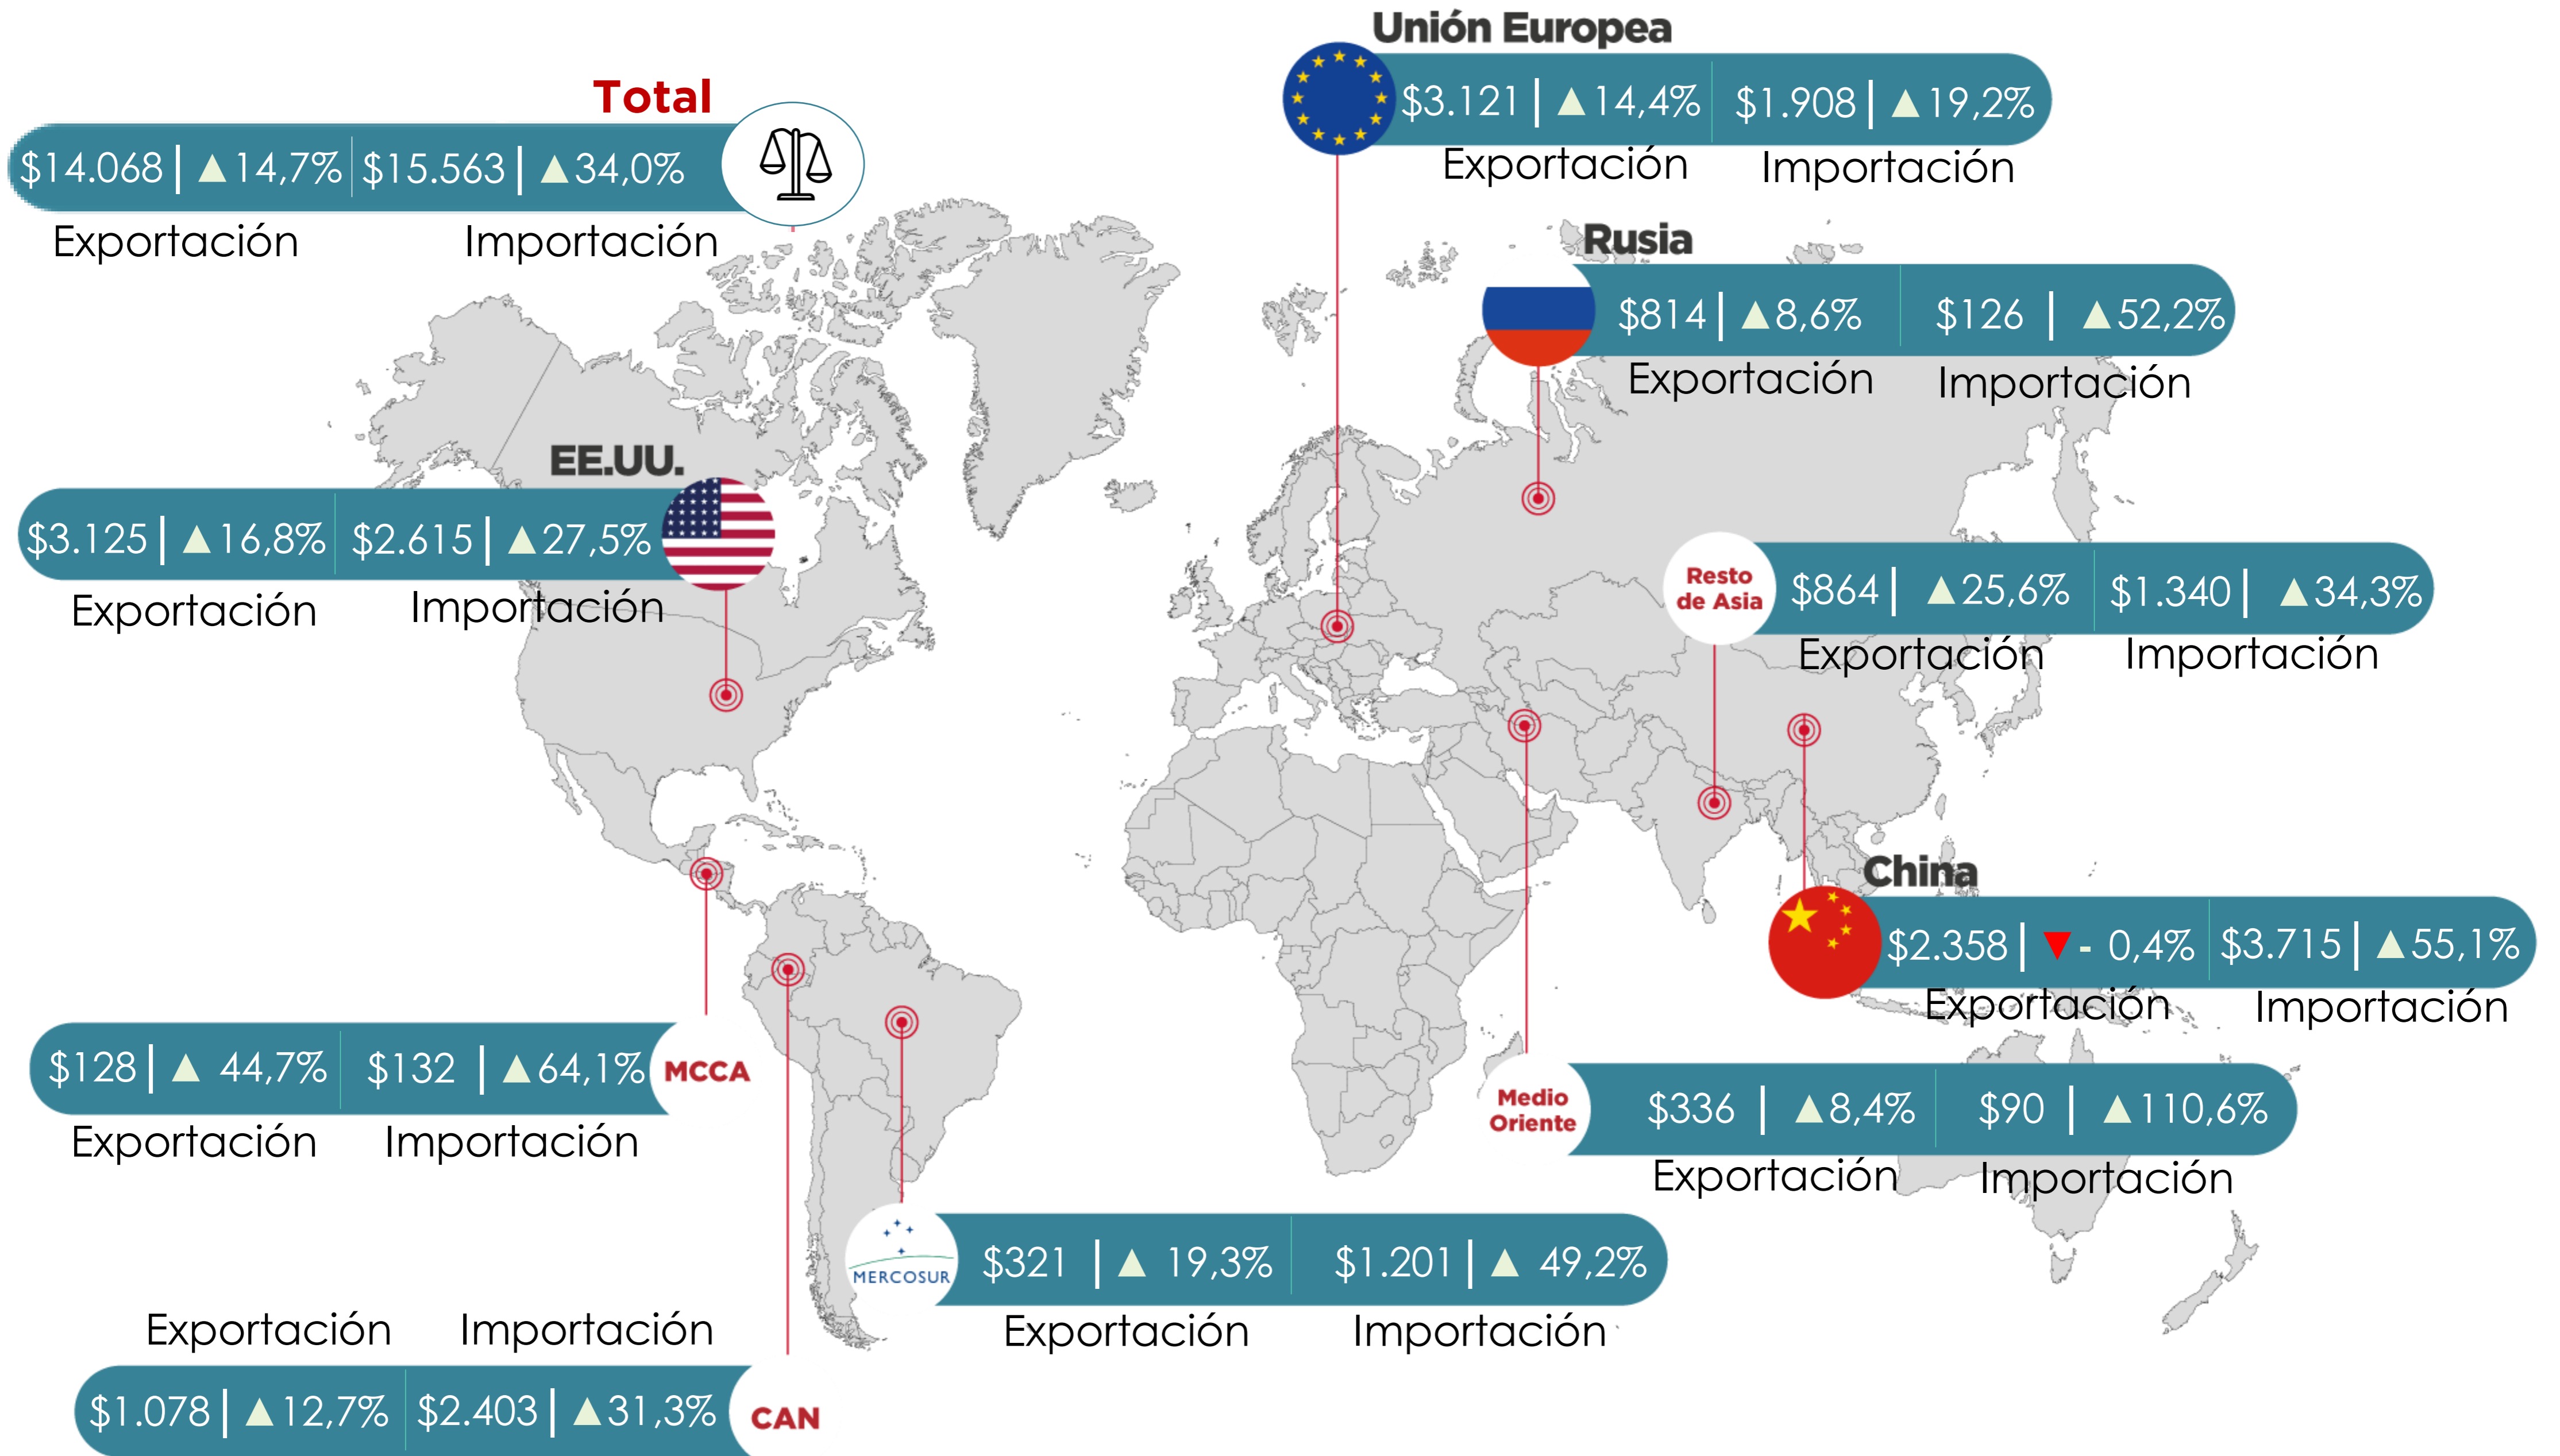 Unión Europea
$3.121 | ▲14,4% $1.908 | ▲19,2%
Exportación Importación
Total
$14.068 | ▲14,7% $15.563 | ▲34,0%
Exportación Importación
Rusia
$814 | ▲8,6% $126 | ▲52,2%
Exportación Importación
EE.UU.
$3.125 | ▲16,8% $2.615 | ▲27,5%
Exportación Importación
Resto
de Asia
$864 | ▲25,6% $1.340 | ▲34,3%
Exportación Importación
China
$2.358 | ▼- 0,4% $3.715 | ▲55,1%
Exportación Importación
$128 | ▲ 44,7% $132 | ▲64,1% MCCA
Exportación Importación
Medio
Oriente
$336 | ▲8,4% $90 | ▲110,6%
Exportación Importación
MERCOSUR
$321 | ▲ 19,3% $1.201 | ▲ 49,2%
Exportación Importación
Exportación Importación
$1.078 | ▲12,7% $2.403 | ▲31,3% CAN